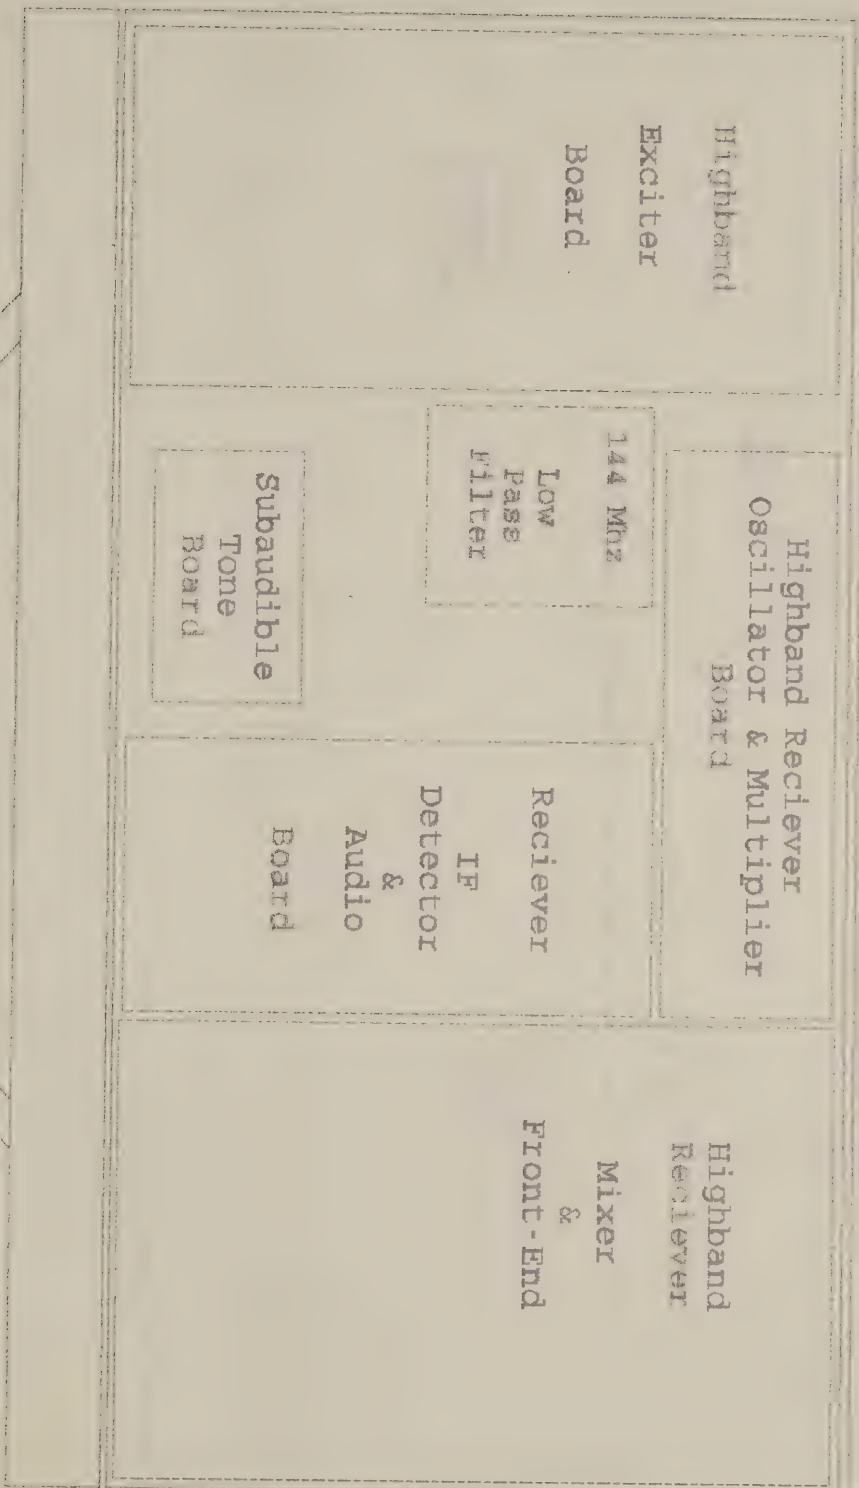 Highband
Exciter
Board
Highband Reciever
Oscillator & Multiplier
Board
144 Mhz
Low
Pass
Filter
Subaudible
Tone
Board
Reciever
IF
Detector
&
Audio
Board
Highband
Reciever
Mixer
&
Front-End